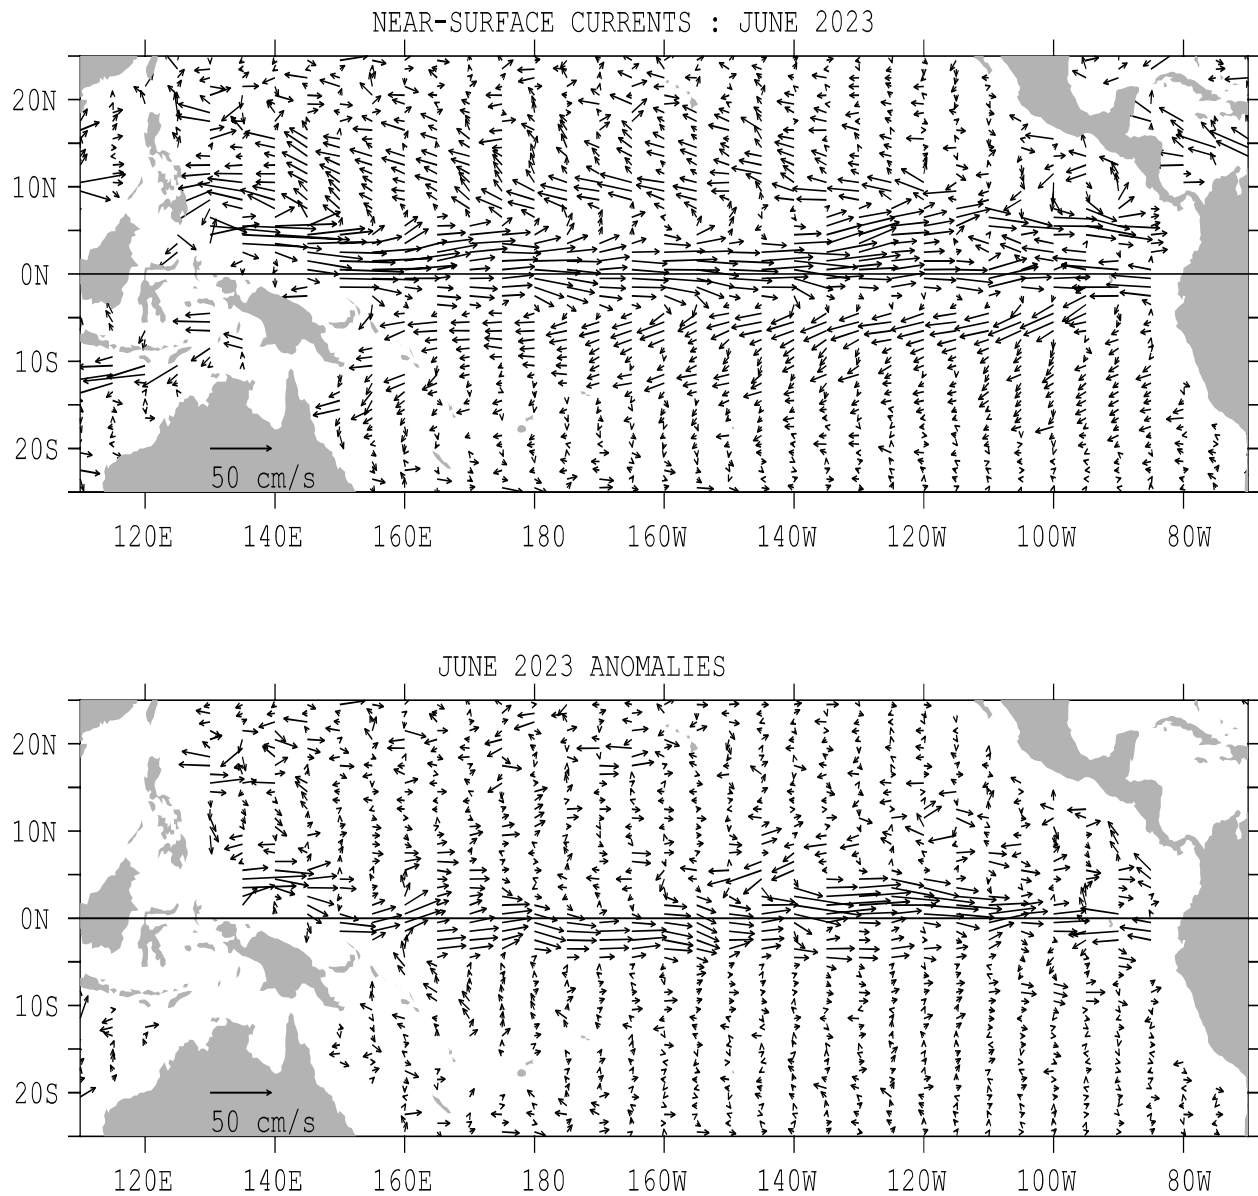 NEAR-SURFACE CURRENTS : JUNE 2023
20N
10N
0N
10S
20S
50 cm/s
120E 140E 160E 180 160W 140W 120W 100W 80W
JUNE 2023 ANOMALIES
20N
10N
0N
10S
20S
50 cm/s
120E 140E 160E 180 160W 140W 120W 100W 80W